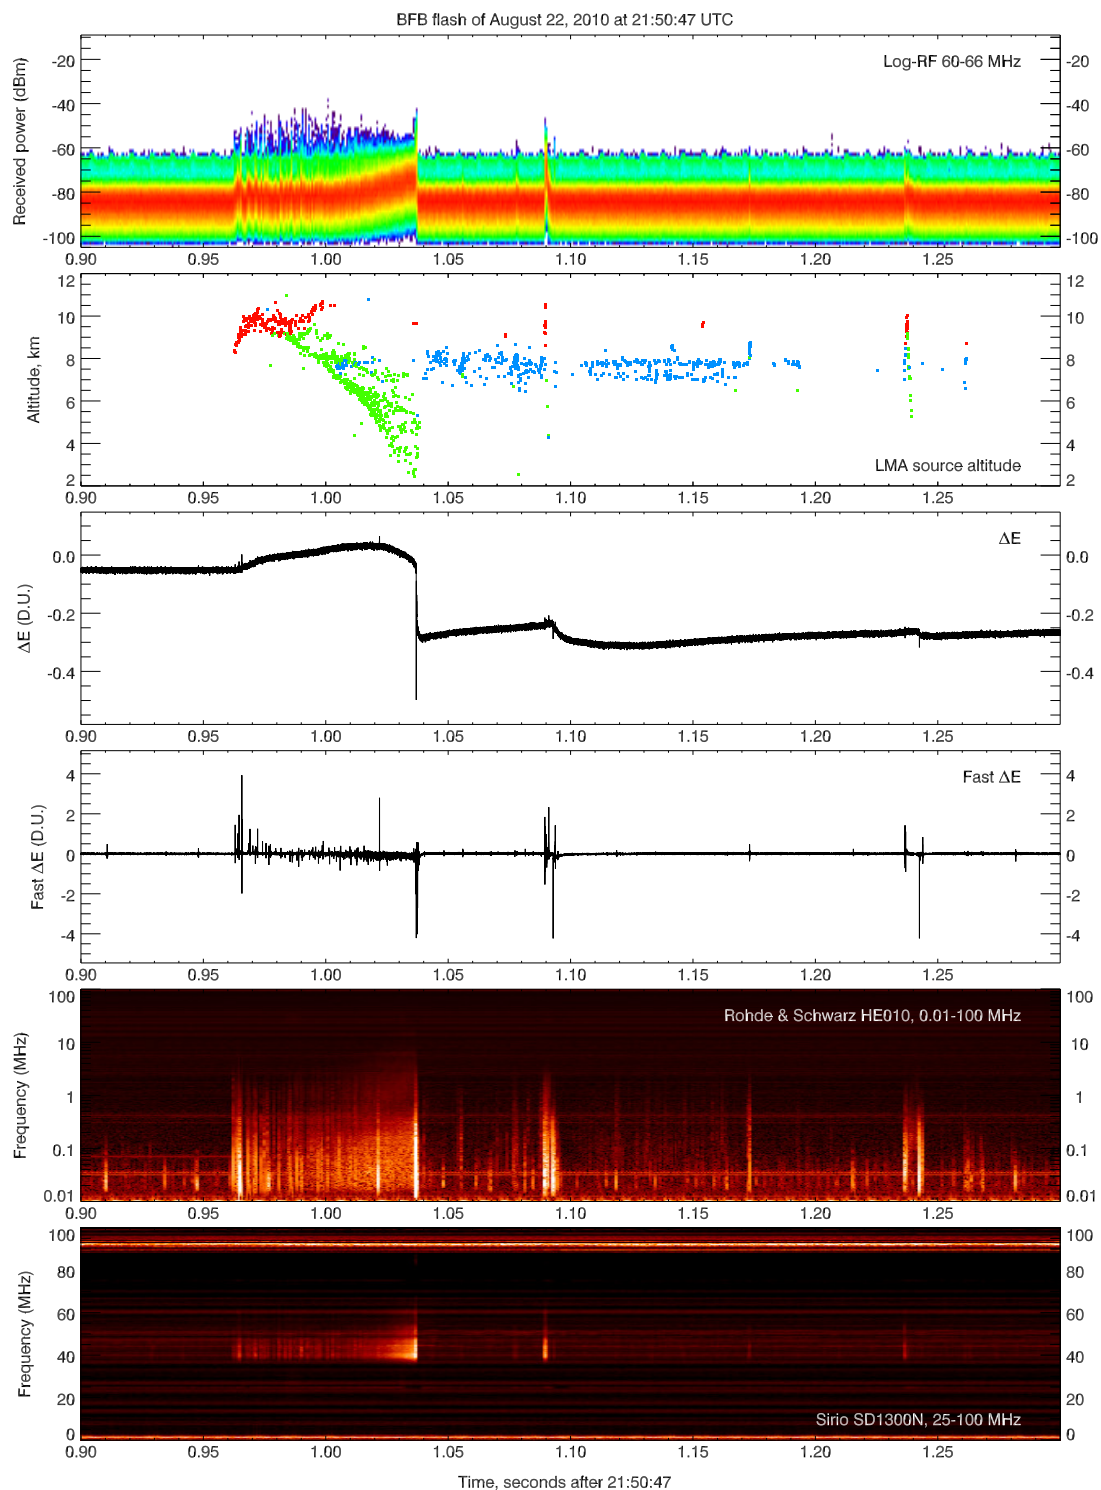 BFB flash of August 22, 2010 at 21:50:47 UTC
Log-RF 60-66 MHz
Received power (dBm)
-20 -20
-40 -40
-60 -60
-80 -80
-100 -100
0.90 0.95 1.00 1.05 1.10 1.15 1.20 1.25
12 12
10 10
8 8
6 6
4 4
2 2
Altitude, km
LMA source altitude
0.90 0.95 1.00 1.05 1.10 1.15 1.20 1.25
ΔE
ΔE (D.U.)
0.0 0.0
-0.2 -0.2
-0.4 -0.4
0.90 0.95 1.00 1.05 1.10 1.15 1.20 1.25
Fast ΔE
Fast ΔE (D.U.)
4 4
2 2
0 0
-2 -2
-4 -4
0.90 0.95 1.00 1.05 1.10 1.15 1.20 1.25
Rohde & Schwarz HE010, 0.01-100 MHz
Frequency (MHz)
100 100
10 10
1 1
0.1 0.1
0.01 0.01
0.90 0.95 1.00 1.05 1.10 1.15 1.20 1.25
Frequency (MHz)
100 100
80 80
60 60
40 40
20 20
0 0
Sirio SD1300N, 25-100 MHz
0.90 0.95 1.00 1.05 1.10 1.15 1.20 1.25
Time, seconds after 21:50:47